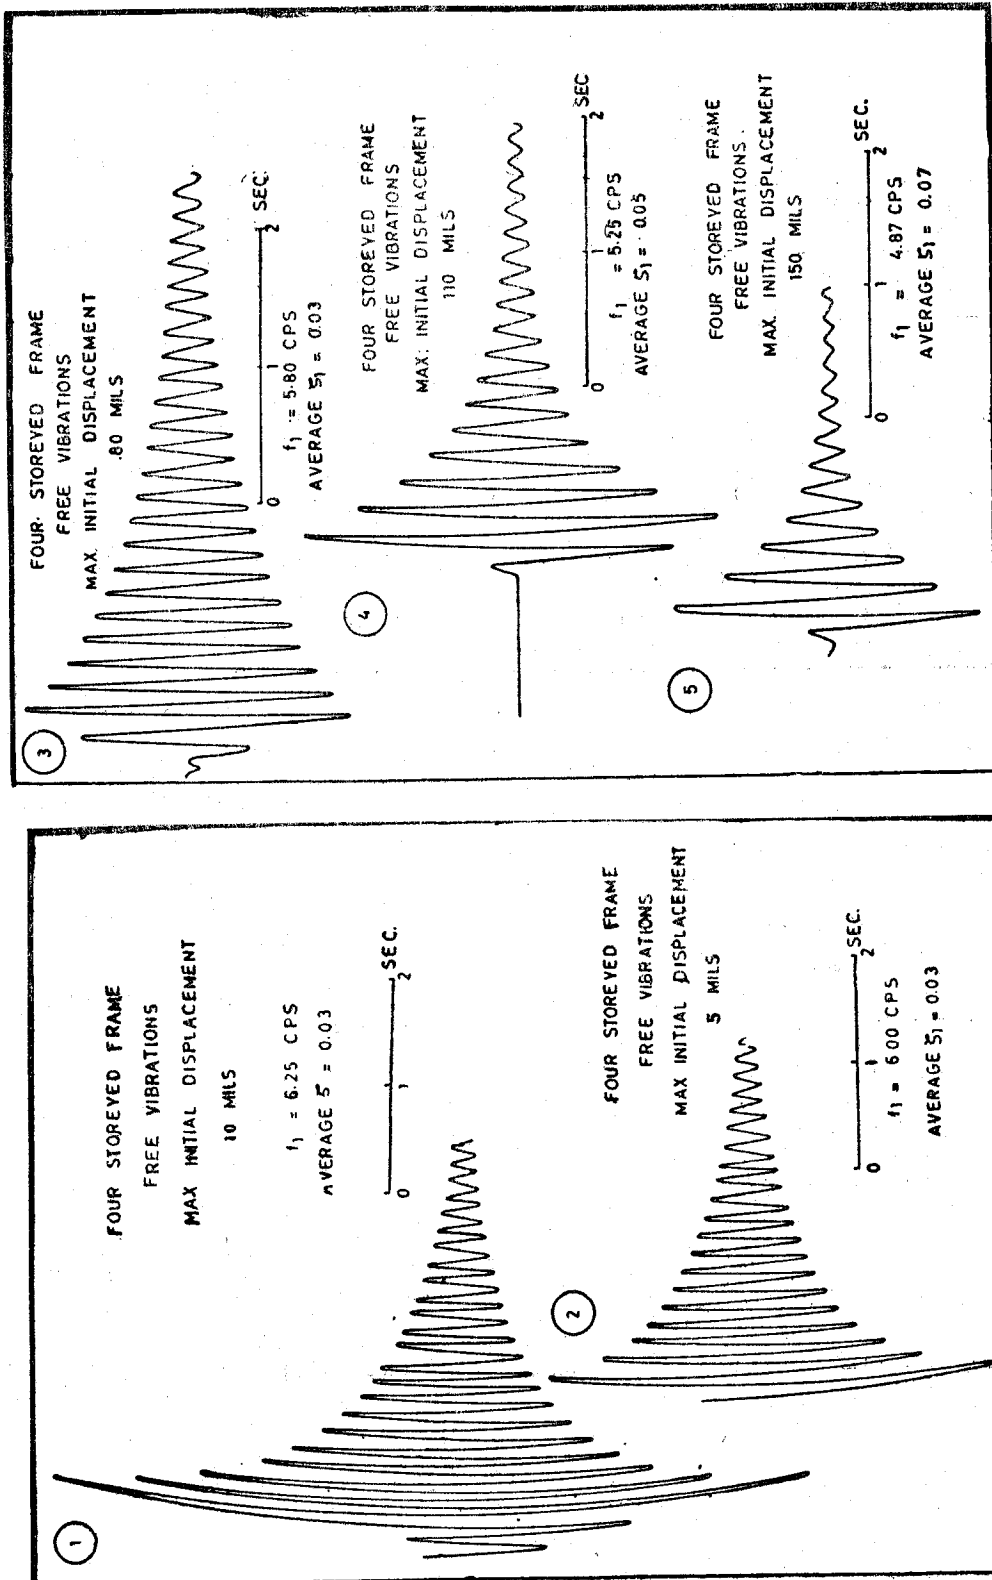 1
FOUR STOREYED FRAME
FREE VIBRATIONS
MAX INITIAL DISPLACEMENT
10 MILS
f1 = 6.25 CPS
AVERAGE ζ = 0.03
0 1 2 SEC.
2
FOUR STOREYED FRAME
FREE VIBRATIONS
MAX INITIAL DISPLACEMENT
5 MILS
0 1 2 SEC.
f1 = 6 00 CPS
AVERAGE ζ1 = 0.03
3
FOUR STOREYED FRAME
FREE VIBRATIONS
MAX. INITIAL DISPLACEMENT
.80 MILS
0 1 2 SEC.
f1 = 5.80 CPS
AVERAGE ζ1 = 0.03
4
FOUR STOREYED FRAME
FREE VIBRATIONS
MAX. INITIAL DISPLACEMENT
110 MILS
0 1 2 SEC
f1 = 5.25 CPS
AVERAGE ζ1 = 0.05
5
FOUR STOREYED FRAME
FREE VIBRATIONS.
MAX. INITIAL DISPLACEMENT
150 MILS
0 1 2 SEC.
f1 = 4.87 CPS
AVERAGE ζ1 = 0.07